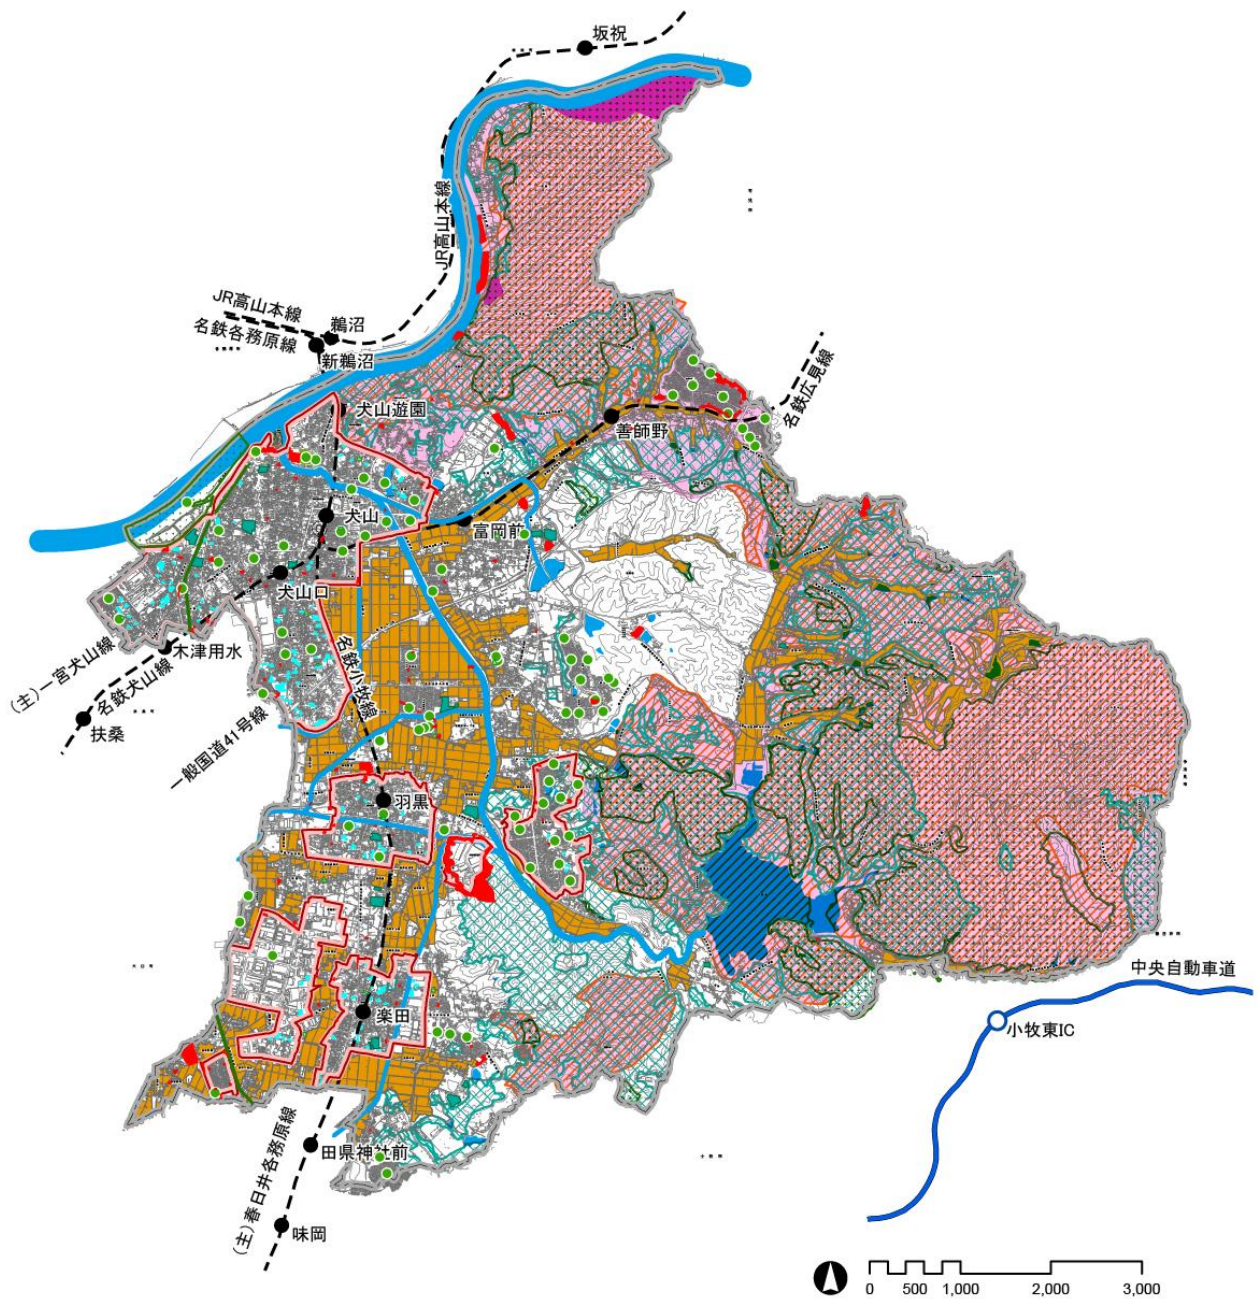 坂祝
JR高山本線
JR高山本線
名鉄各務原線
鵜沼
新鵜沼
犬山遊園
名鉄広見線
善師野
犬山
富岡前
犬山口
木津用水
(主)一宮犬山線
名鉄犬山線
扶桑
名鉄小牧線
一般国道41号線
羽黒
楽田
中央自動車道
小牧東IC
田県神社前
(主)春日井各務原線
味岡
0 500 1,000 2,000 3,000